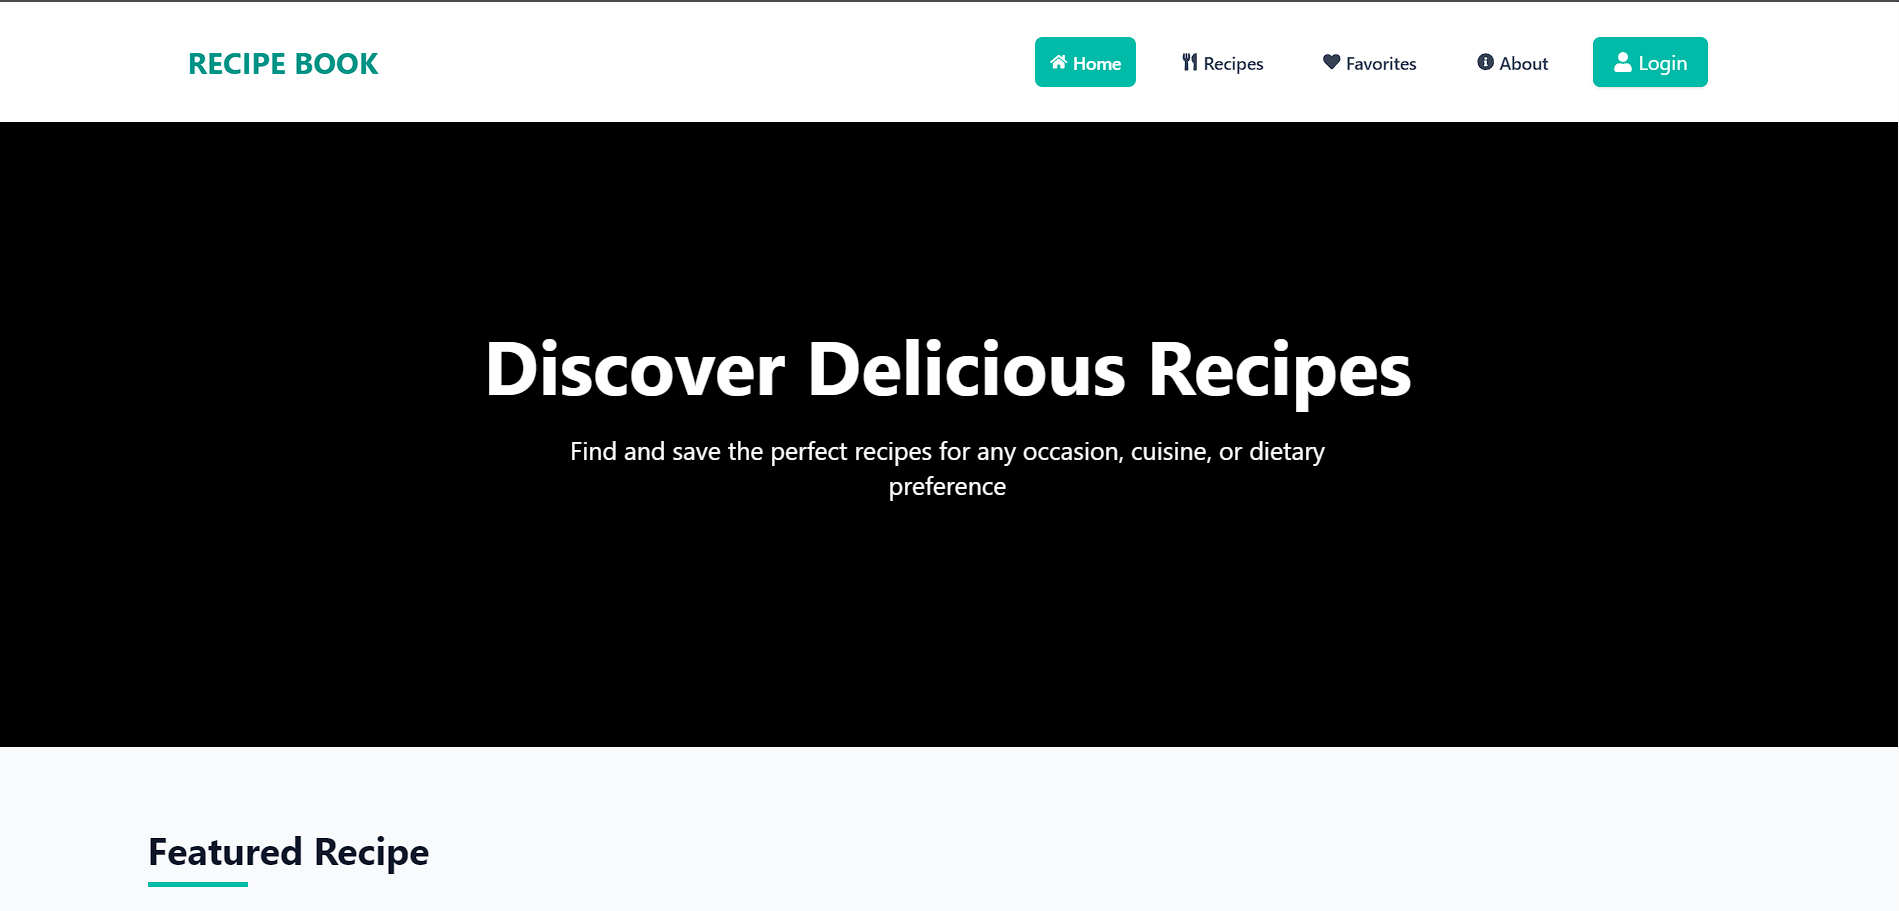 RECIPE BOOK
Home Recipes Favorites About Login
Discover Delicious Recipes
Find and save the perfect recipes for any occasion, cuisine, or dietary
preference
Featured Recipe